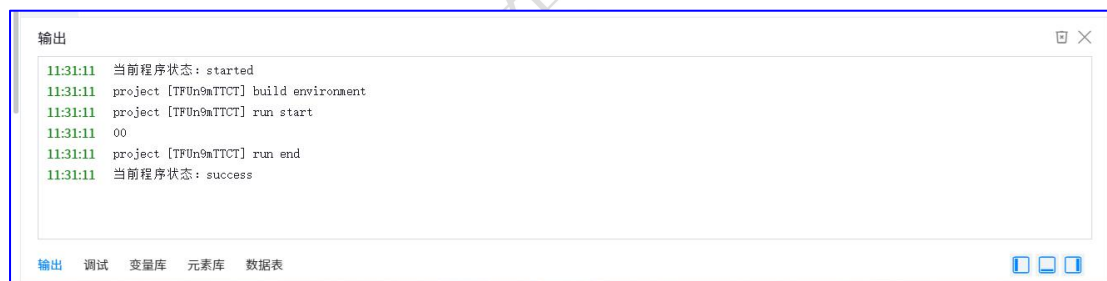 输出
11:31:11 当前程序状态：started
11:31:11 project [TFUn9mTTCT] build environment
11:31:11 project [TFUn9mTTCT] run start
11:31:11 00
11:31:11 project [TFUn9mTTCT] run end
11:31:11 当前程序状态：success
输出 调试 变量库 元素库 数据表